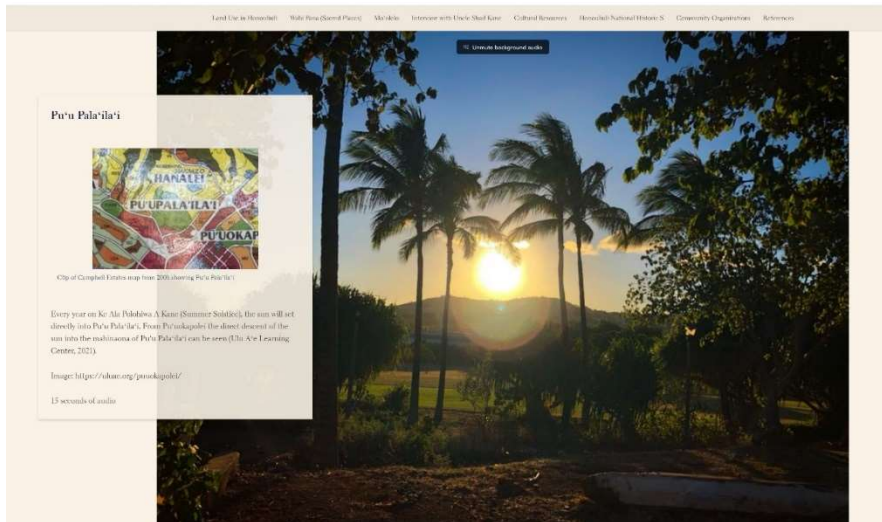 Land Use in Honouliuli Wahi Pana (Sacred Places) Mo'olelo Interview with Uncle Shad Kane Cultural Resources Honouliuli National Historic S Community Organizations References
Unmute background audio
Pu'u Pala'ila'i
HANALEI
PU'UPALA'ILA'I
PU'UOKAP
Clip of Campbell Estates map from 2001 showing Pu'u Pala'ila'i
Every year on Ke Ala Polohiwa A Kane (Summer Solstice), the sun will set
directly into Pu'u Pala'ila'i. From Pu'uokapolei the direct descent of the
sun into the of Pu'u Pala'ila'i can be seen (Ulu A'e Learning
Center, 2021).
Image: https://uluae.org/puuokapolei/
15 seconds of audio